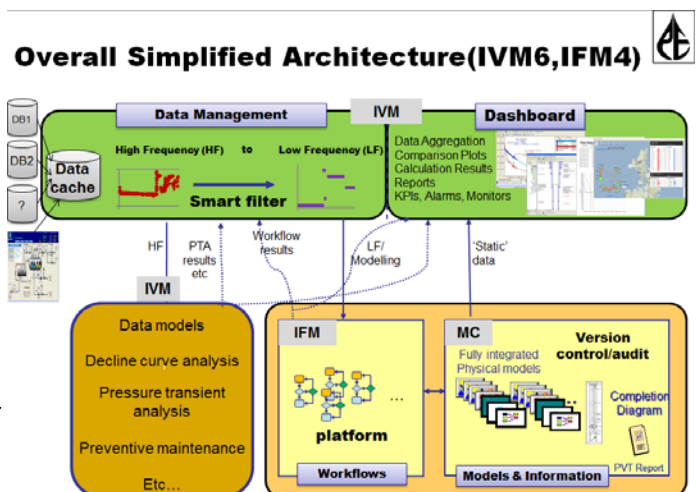 Overall Simplified Architecture(IVM6,IFM4)
DB1
DB2
?
Data
cache
Data Management
IVM
Dashboard
High Frequency (HF) to Low Frequency (LF)
Smart filter
Data Aggregation
Comparison Plots
Calculation Results
Reports
KPIs, Alarms, Monitors
HF
PTA
results
etc
Workflow
results
LF/
Modelling
'Static'
data
IVM
Data models
Decline curve analysis
Pressure transient
analysis
Preventive maintenance
Etc...
IFM
...
platform
Workflows
MC
Version
control/audit
Fully integrated
Physical models
Completion
Diagram
PVT Report
Models & Information